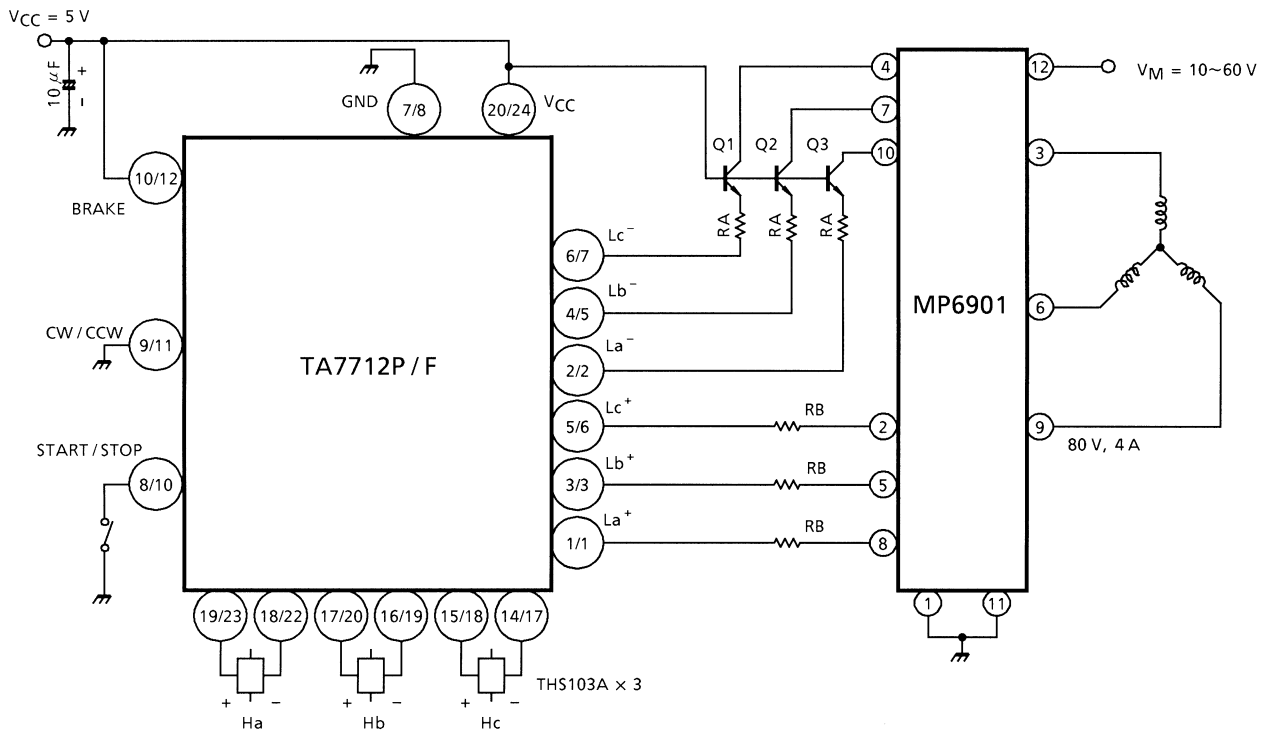 VCC = 5 V
10 μF
+
−
GND
7/8
20/24
VCC
4
12
VM = 10~60 V
7
Q1
Q2
Q3
10
3
10/12
BRAKE
RA
RA
RA
Lc−
6/7
Lb−
4/5
MP6901
6
CW / CCW
9/11
TA7712P / F
La−
2/2
Lc+
5/6
RB
2
9
80 V, 4 A
START / STOP
8/10
Lb+
3/3
RB
5
La+
1/1
RB
8
19/23
18/22
17/20
16/19
15/18
14/17
1
11
THS103A × 3
+ −
+ −
+ −
Ha
Hb
Hc